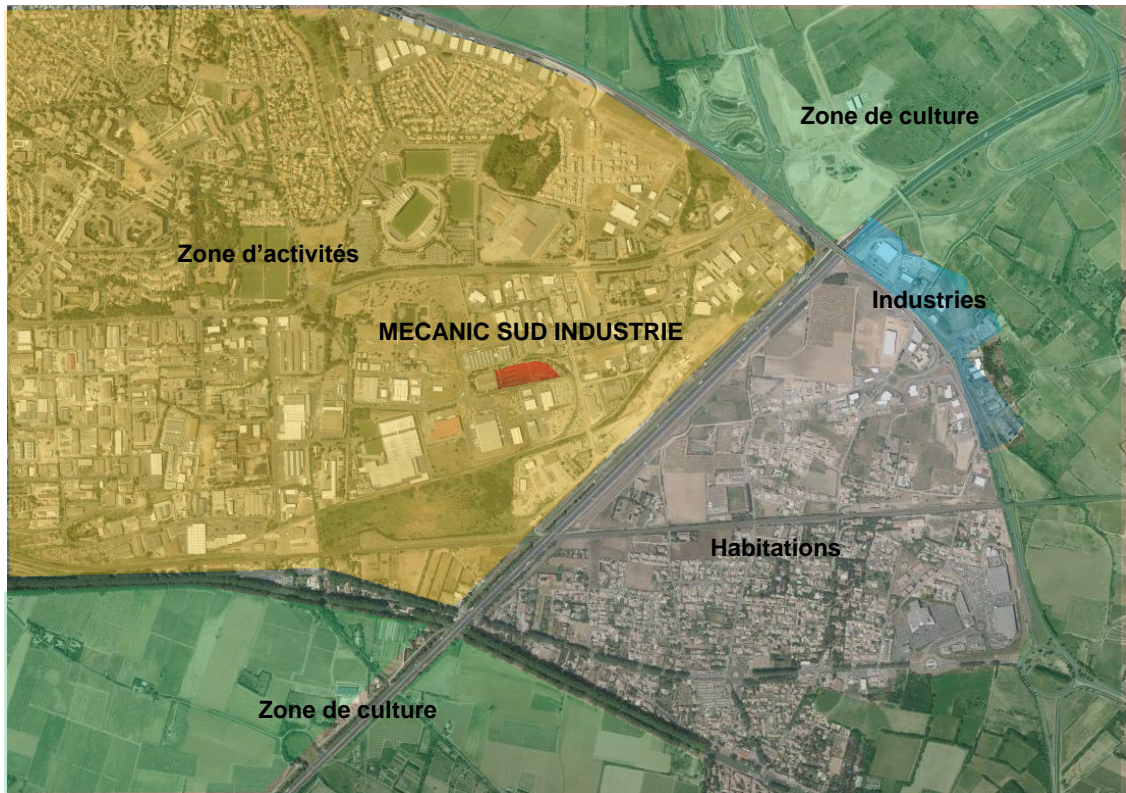 Zone de culture
Zone d'activités
Industries
MECANIC SUD INDUSTRIE
Habitations
Zone de culture